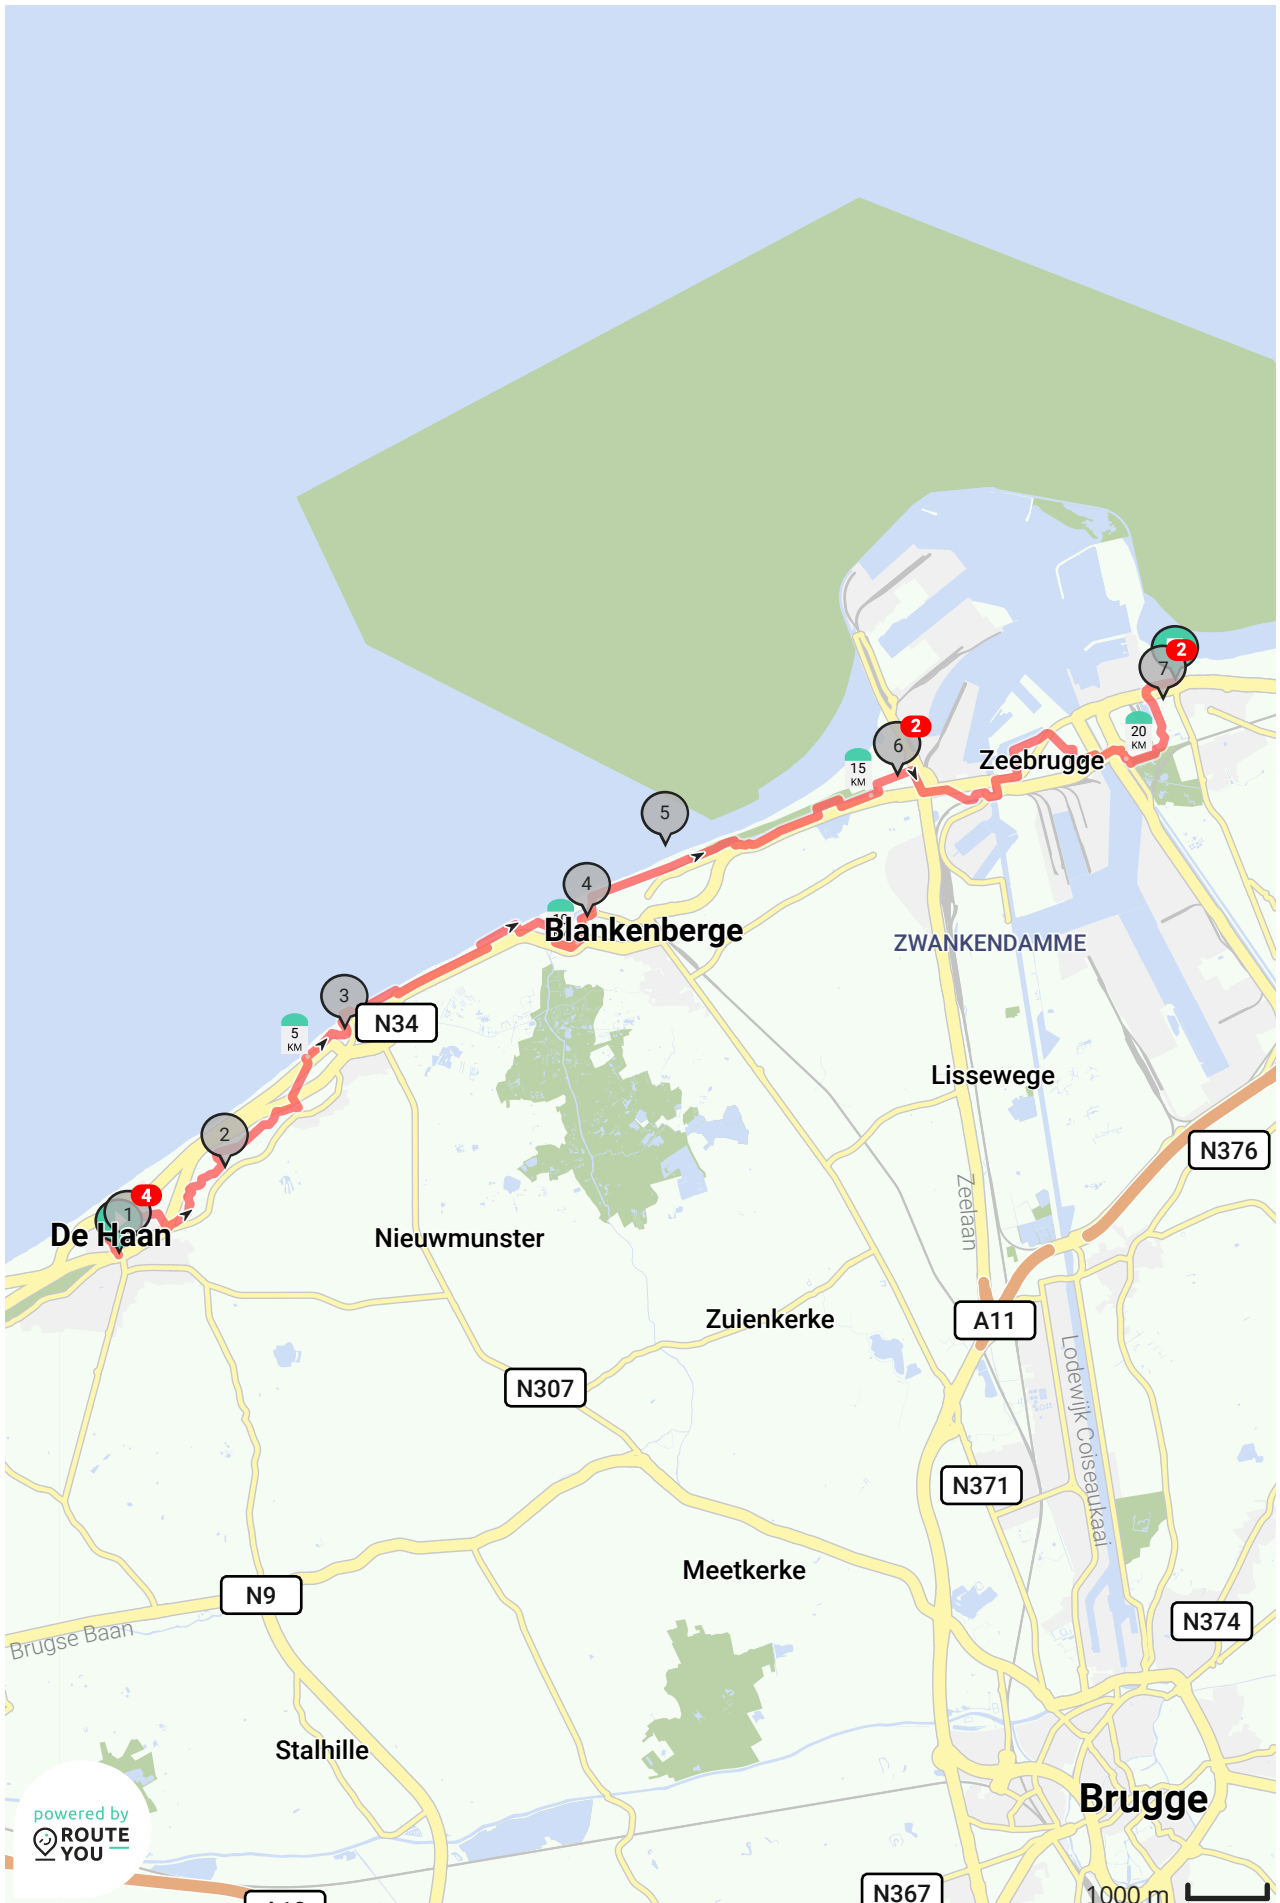 2
7
20
KM
2
6
Zeebrugge
15
KM
5
4
Blankenberge
ZWANKENDAMME
3
N34
5
KM
Lissewege
2
N376
4
1
De Haan
Zeelaan
Nieuwmunster
Zuienkerke
A11
Lodewijk Coiseaukaai
N307
N371
Meetkerke
N9
N374
Brugse Baan
Stalhille
Brugge
powered by
ROUTE
YOU
N367
1000 m